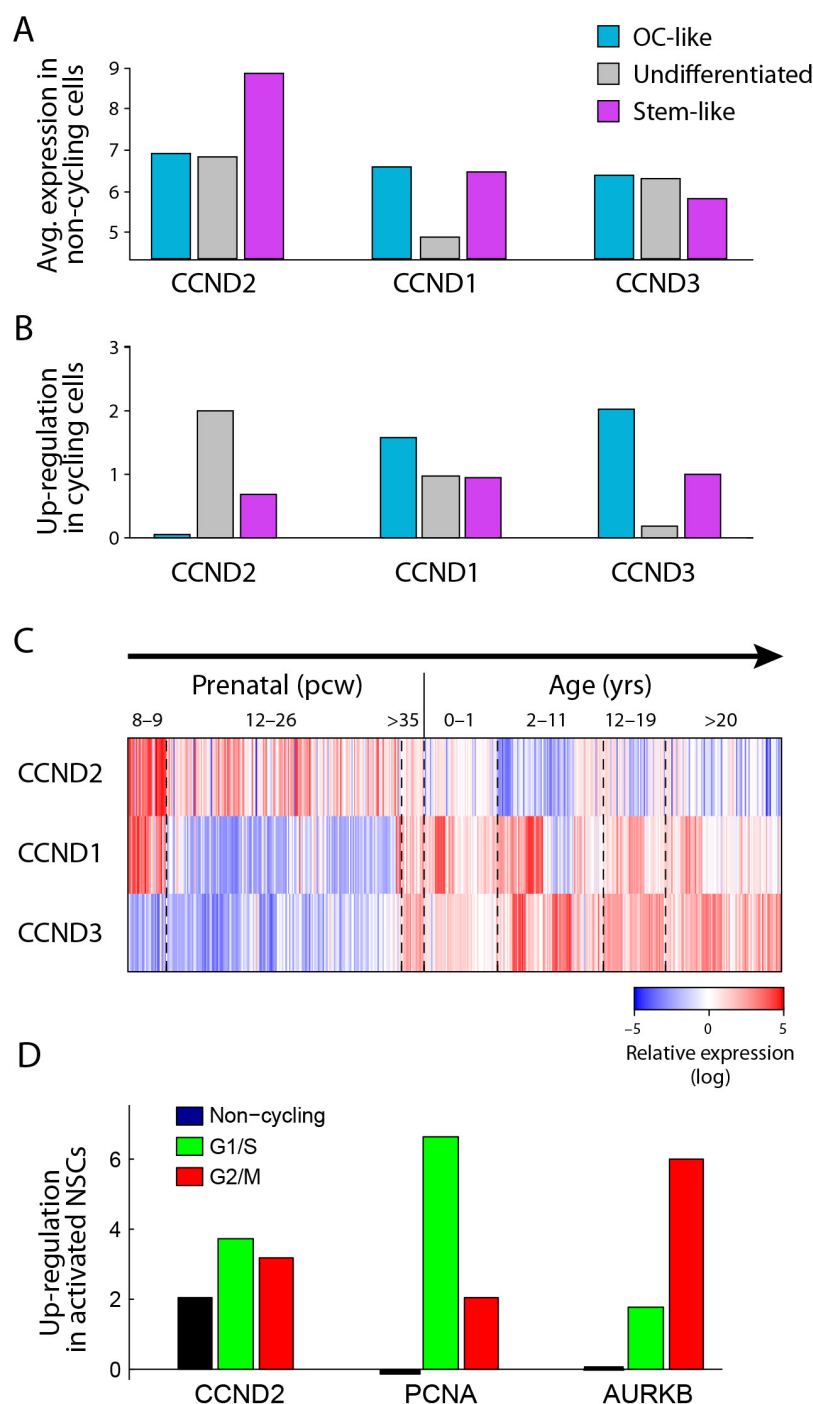 A
OC-like
Undifferentiated
Stem-like
Avg. expression in
non-cycling cells
9
8
7
6
5
CCND2 CCND1 CCND3
B
Up-regulation
in cycling cells
3
2
1
0
CCND2 CCND1 CCND3
C
Prenatal (pcw) Age (yrs)
8–9 12–26 >35 0–1 2–11 12–19 >20
CCND2
CCND1
CCND3
−5 0 5
Relative expression
(log)
D
Non−cycling
G1/S
G2/M
Up-regulation
in activated NSCs
6
4
2
0
CCND2 PCNA AURKB